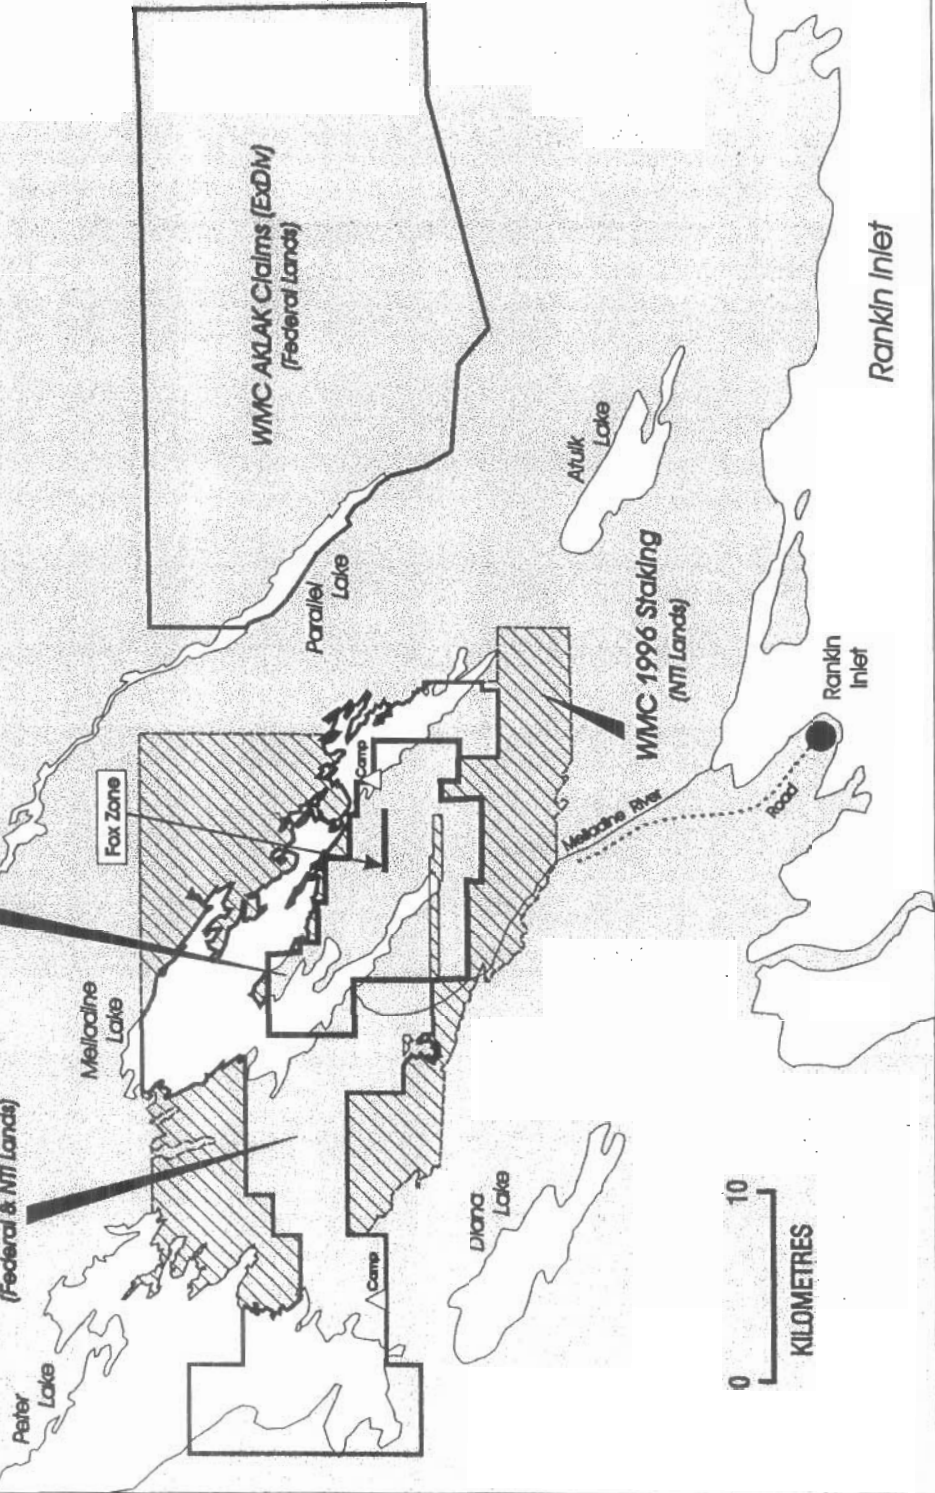 (Federal & NTI Lands)
Peter
Lake
Meliadine
Lake
Fox Zone
Camp
Parallel
Lake
WMC AKLAK Claims (ExDiv)
(Federal Lands)
Camp
Diana
Lake
Meliadine River
Road
WMC 1996 Staking
(NTI Lands)
Atulk
Lake
Rankin
Inlet
Rankin Inlet
0
10
KILOMETRES